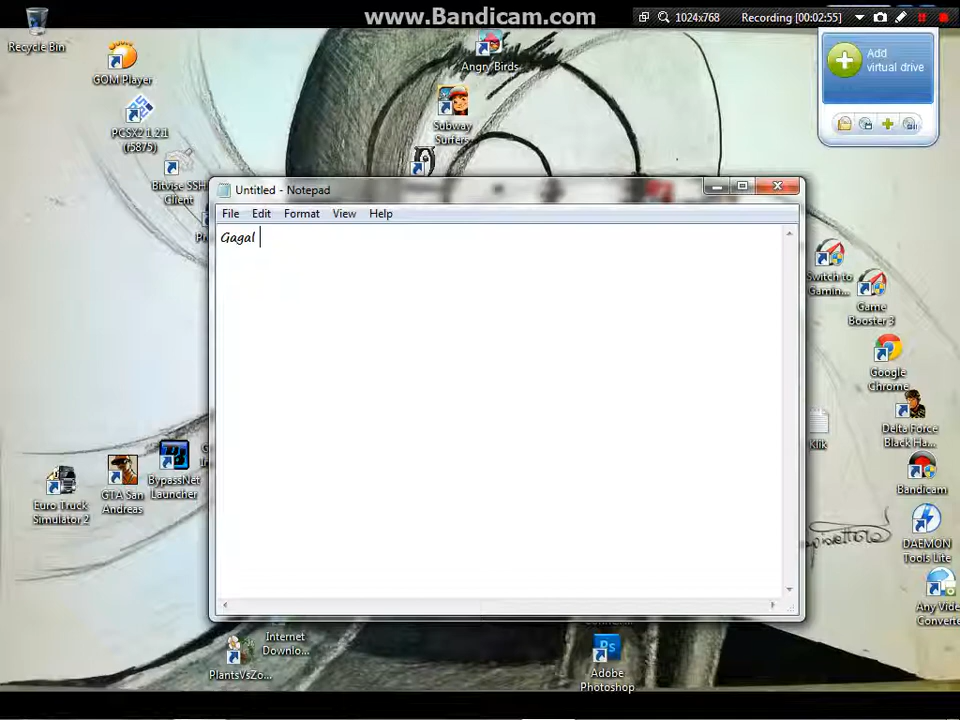 www.Bandicam.com
1024x768
Recording [00:02:55]
Recycle Bin
GOM Player
PCSX2 1.2.1
(r5875)
Bitvise SSH
Client
Angry Birds
Subway
Surfers
Add
virtual drive
Untitled - Notepad
File Edit Format View Help
Gagal
Switch to
Gamin...
Game
Booster 3
Google
Chrome
Klik
Delta Force
Black Ha...
Bandicam
DAEMON
Tools Lite
Any Video
Converte
Euro Truck
Simulator 2
GTA San
Andreas
BypassNet
Launcher
Internet
Downlo...
PlantsVsZo...
Ps
Adobe
Photoshop